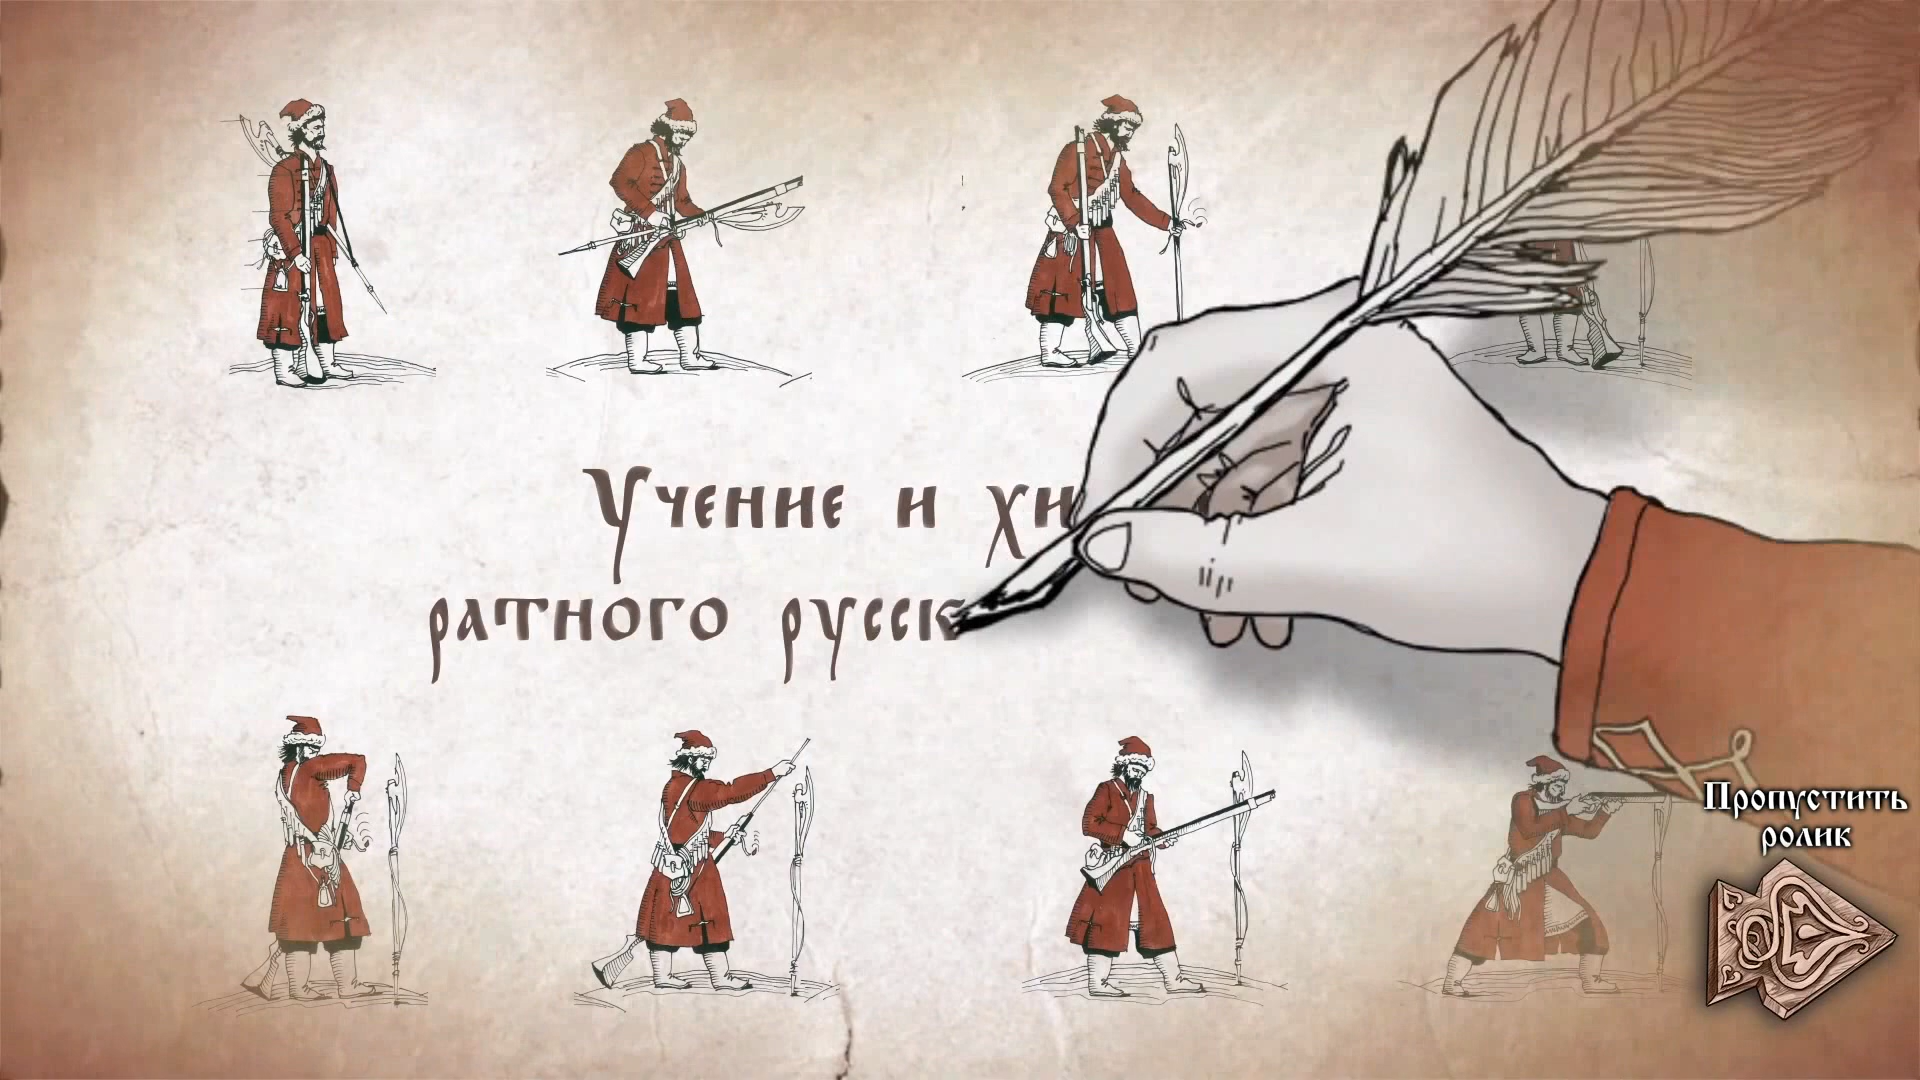 Учение и хи
ратного русск
Пропустить
ролик